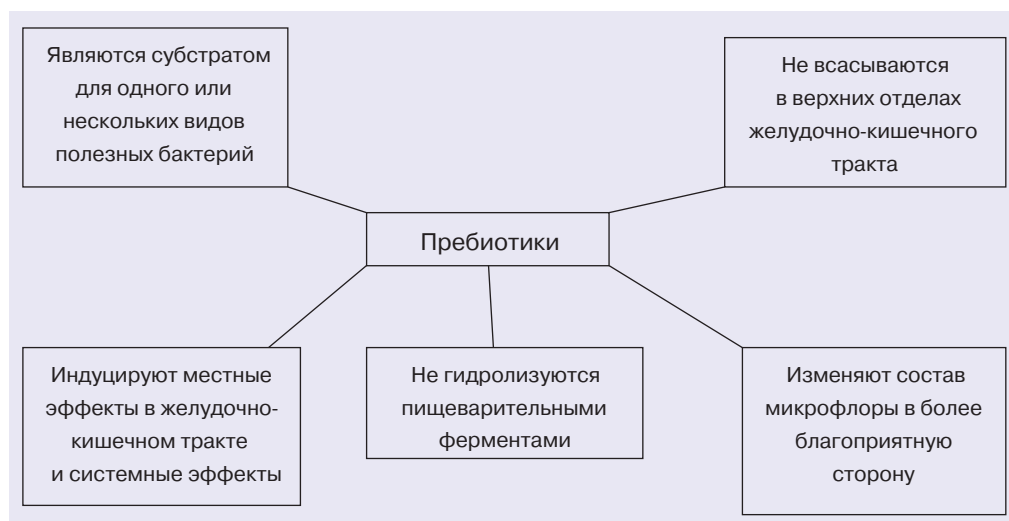 Являются субстратом
для одного или
нескольких видов
полезных бактерий
Не всасываются
в верхних отделах
желудочно-кишечного
тракта
Пребиотики
Индуцируют местные
эффекты в желудочно-
кишечном тракте
и системные эффекты
Не гидролизуются
пищеварительными
ферментами
Изменяют состав
микрофлоры в более
благоприятную
сторону